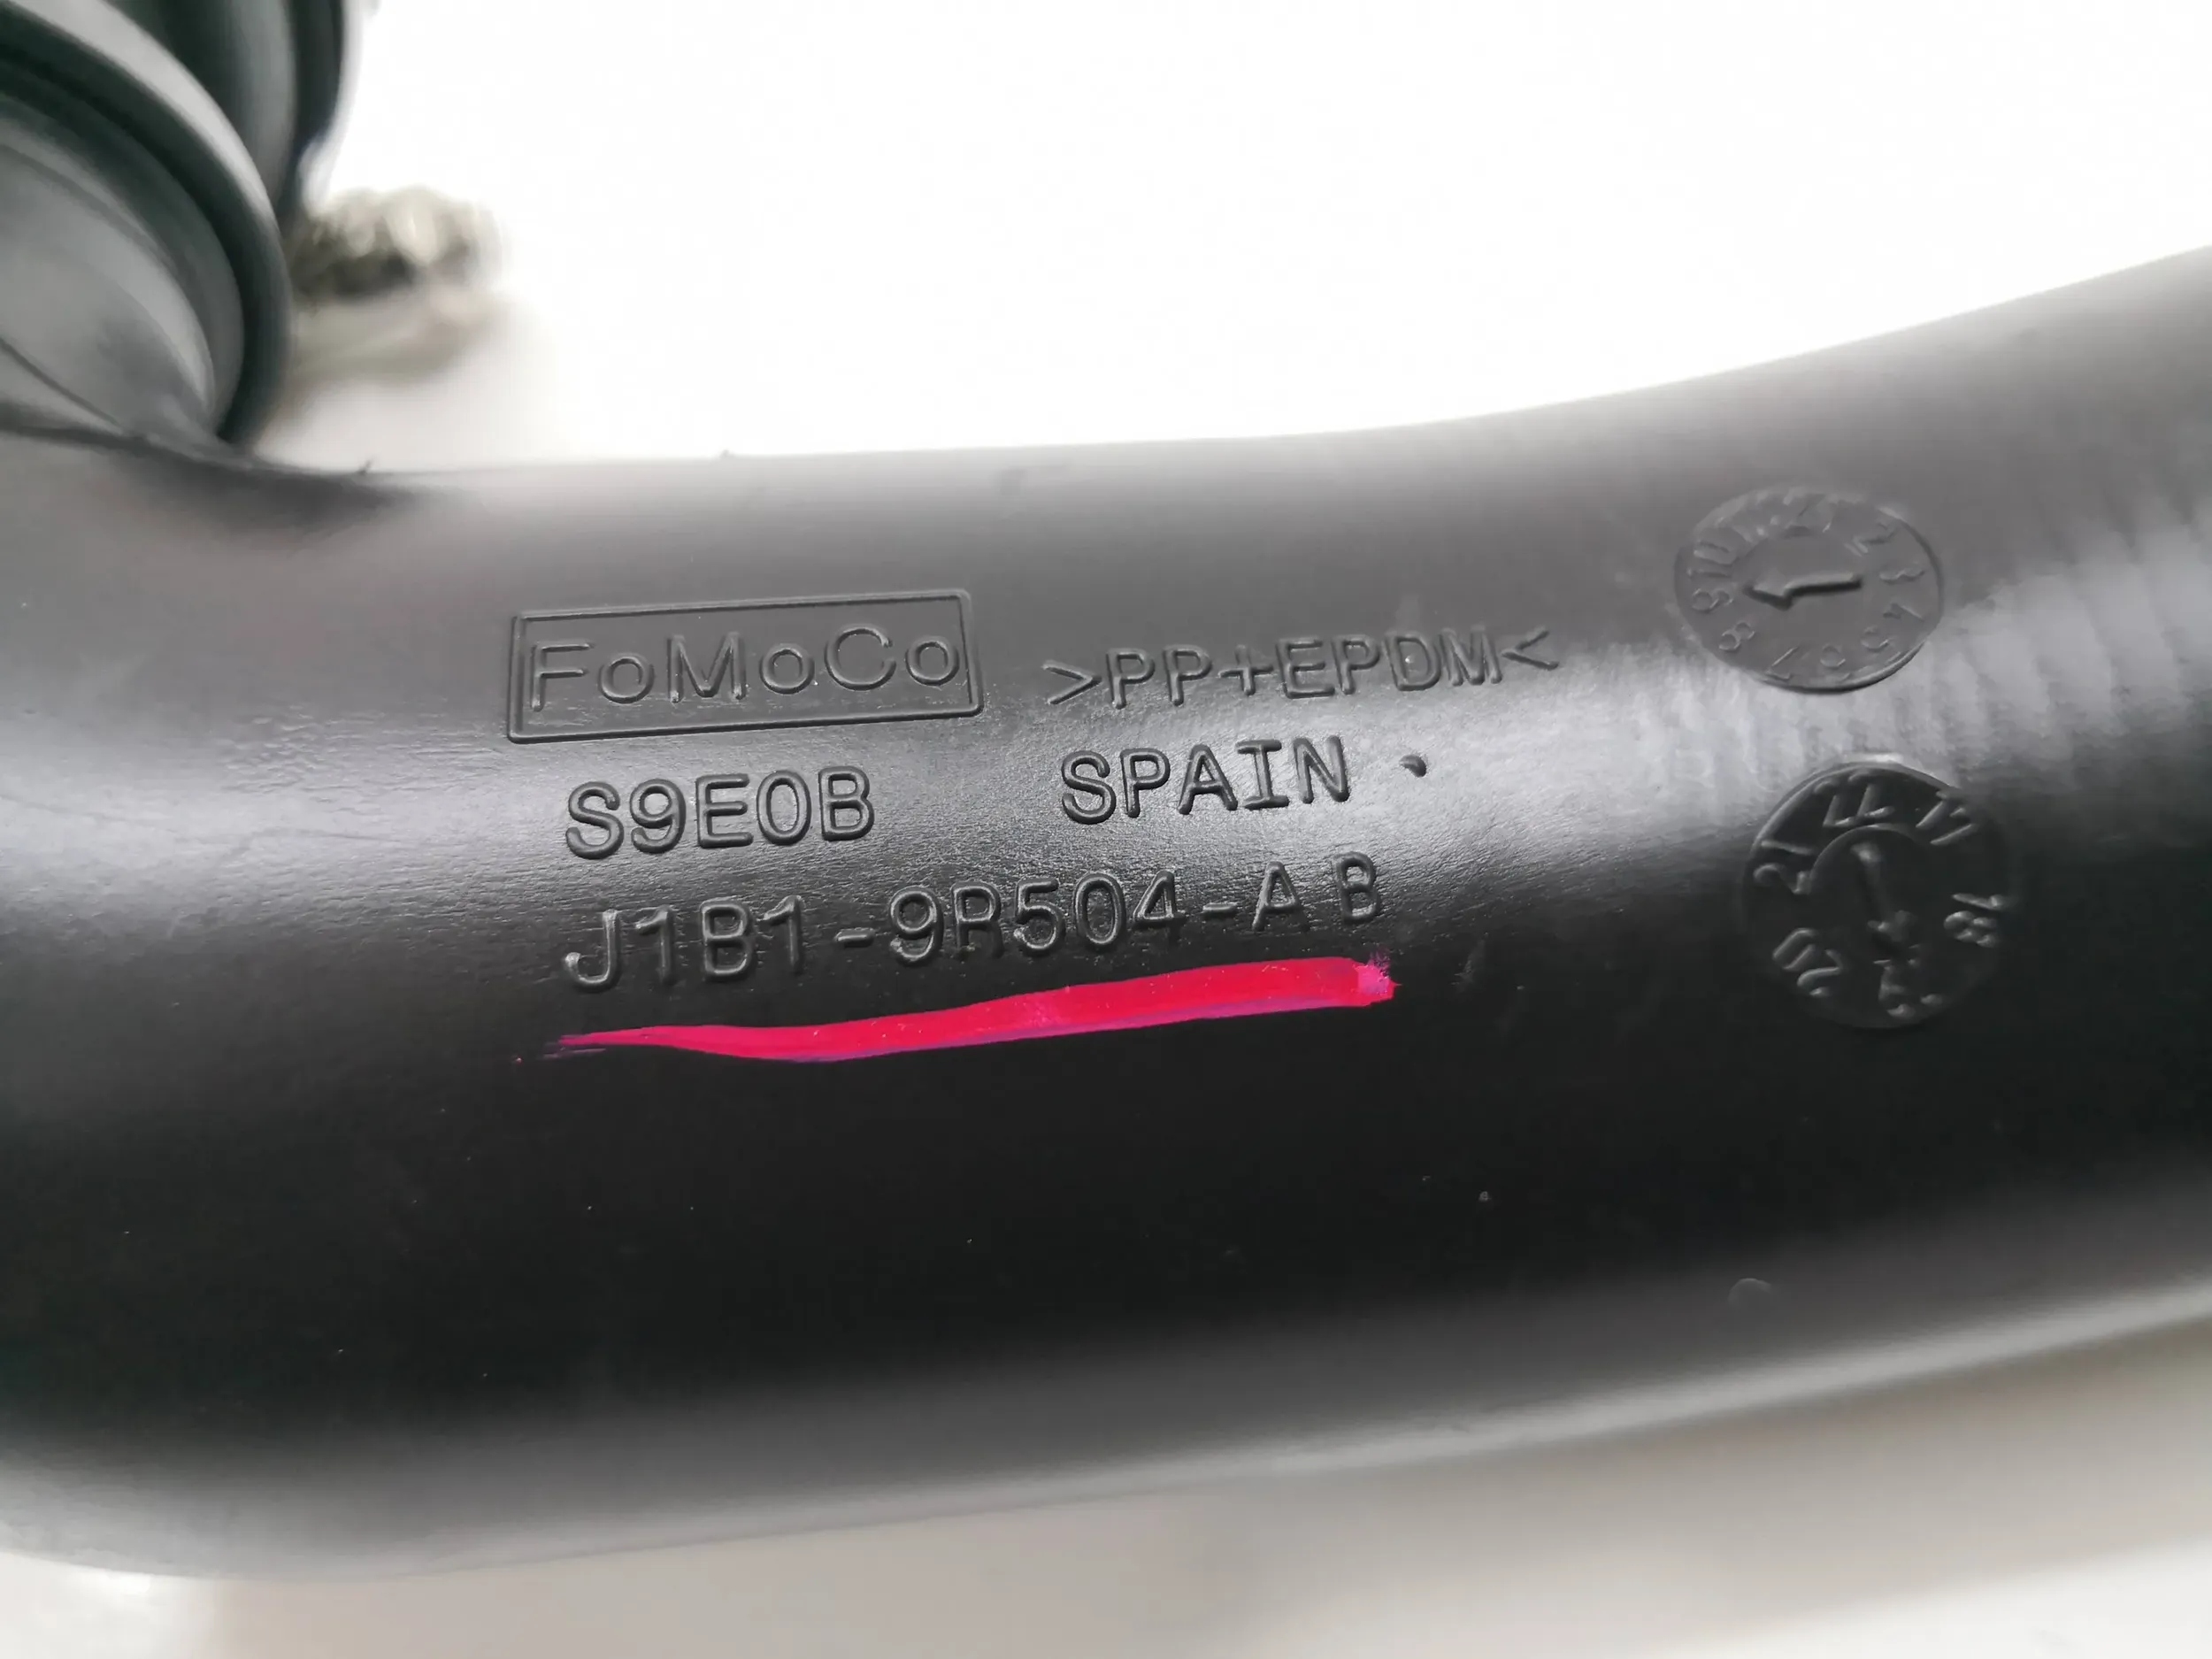 FoMoCo >PP+EPDM<
S9E0B SPAIN
J1B1-9R504-AB